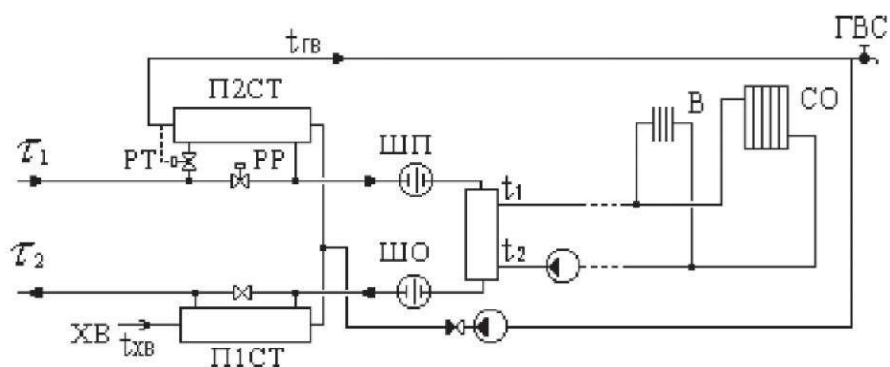 tГВ
ГВС
П2СТ
В
СО
τ1
РТ
РР
ШП
t1
τ2
ШО
t2
ХВ
tХВ
П1СТ